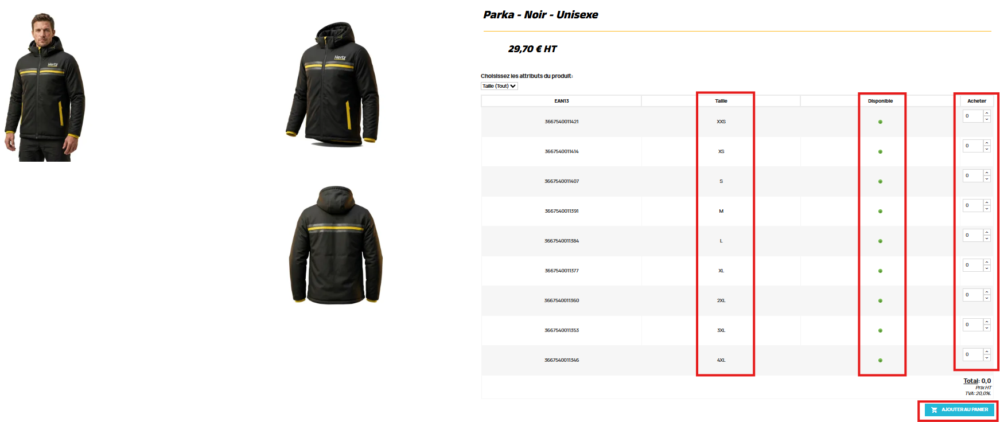 Parka - Noir - Unisexe
29,70 € HT
Choisissez les attributs du produit:
Taille (Tout)
EAN13 Taille Disponible Acheter
3667540011421 XXS 0
3667540011414 XS 0
3667540011407 S 0
3667540011391 M 0
3667540011384 L 0
3667540011377 XL 0
3667540011360 2XL 0
3667540011353 3XL 0
3667540011346 4XL 0
Total: 0,0
Prix HT
TVA: 20,0%.
AJOUTER AU PANIER
Hertz
Hertz